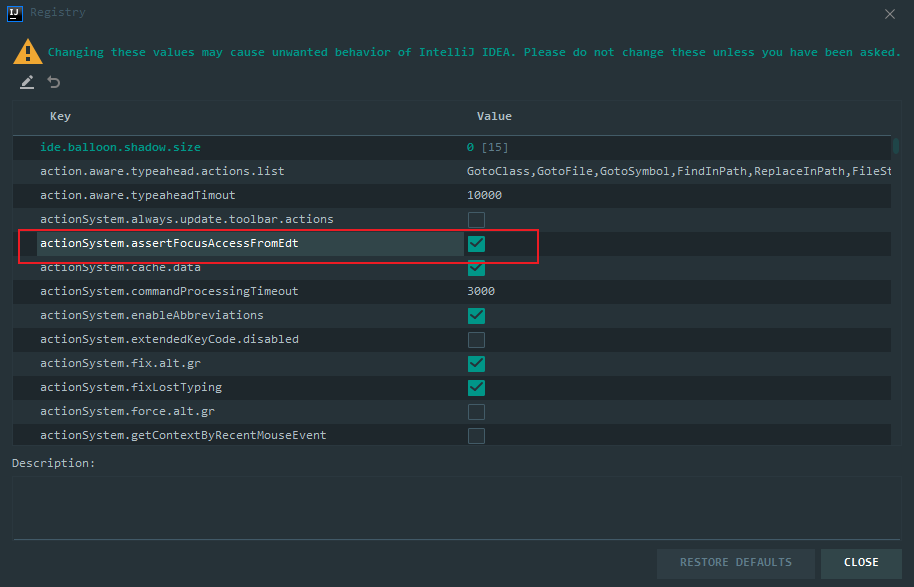 IJ Registry
Changing these values may cause unwanted behavior of IntelliJ IDEA. Please do not change these unless you have been asked.
Key Value
ide.balloon.shadow.size 0 [15]
action.aware.typeahead.actions.list GotoClass,GotoFile,GotoSymbol,FindInPath,ReplaceInPath,FileSt
action.aware.typeaheadTimout 10000
actionSystem.always.update.toolbar.actions
actionSystem.assertFocusAccessFromEdt
actionSystem.cache.data
actionSystem.commandProcessingTimeout 3000
actionSystem.enableAbbreviations
actionSystem.extendedKeyCode.disabled
actionSystem.fix.alt.gr
actionSystem.fixLostTyping
actionSystem.force.alt.gr
actionSystem.getContextByRecentMouseEvent
Description:
RESTORE DEFAULTS CLOSE